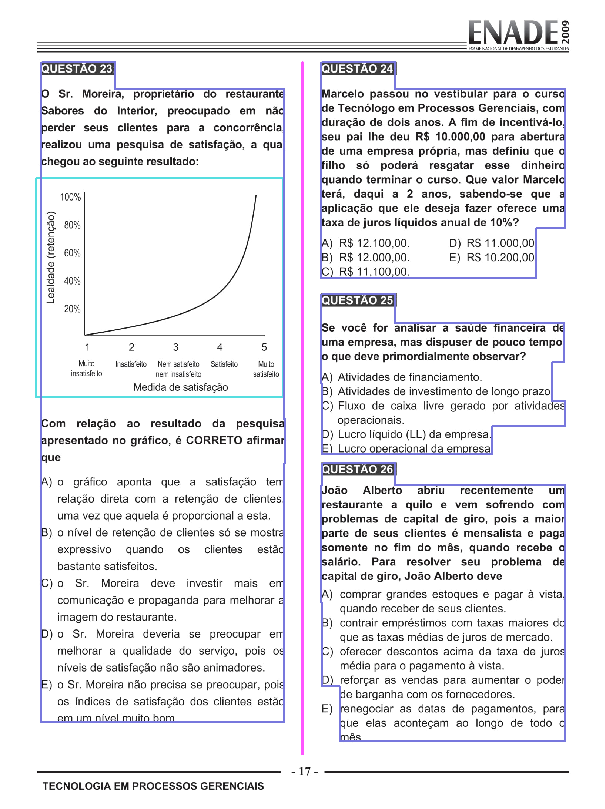 ENADE 2009
EXAME NACIONAL DE DESEMPENHO DOS ESTUDANTES
QUESTÃO 23
O Sr. Moreira, proprietário do restaurante
Sabores do Interior, preocupado em não
perder seus clientes para a concorrência,
realizou uma pesquisa de satisfação, a qual
chegou ao seguinte resultado:
Lealdade (retenção)
100%
80%
60%
40%
20%
1 2 3 4 5
Muito insatisfeito
Insatisfeito
Nem satisfeito nem insatisfeito
Satisfeito
Muito satisfeito
Medida de satisfação
Com relação ao resultado da pesquisa
apresentado no gráfico, é CORRETO afirmar
que
A) o gráfico aponta que a satisfação tem
relação direta com a retenção de clientes,
uma vez que aquela é proporcional a esta.
B) o nível de retenção de clientes só se mostra
expressivo quando os clientes estão
bastante satisfeitos.
C) o Sr. Moreira deve investir mais em
comunicação e propaganda para melhorar a
imagem do restaurante.
D) o Sr. Moreira deveria se preocupar em
melhorar a qualidade do serviço, pois os
níveis de satisfação não são animadores.
E) o Sr. Moreira não precisa se preocupar, pois
os índices de satisfação dos clientes estão
em um nível muito bom
QUESTÃO 24
Marcelo passou no vestibular para o curso
de Tecnólogo em Processos Gerenciais, com
duração de dois anos. A fim de incentivá-lo,
seu pai lhe deu R$ 10.000,00 para abertura
de uma empresa própria, mas definiu que o
filho só poderá resgatar esse dinheiro
quando terminar o curso. Que valor Marcelo
terá, daqui a 2 anos, sabendo-se que a
aplicação que ele deseja fazer oferece uma
taxa de juros líquidos anual de 10%?
A) R$ 12.100,00. D) R$ 11.000,00
B) R$ 12.000,00. E) R$ 10.200,00
C) R$ 11.100,00.
QUESTÃO 25
Se você for analisar a saúde financeira de
uma empresa, mas dispuser de pouco tempo,
o que deve primordialmente observar?
A) Atividades de financiamento.
B) Atividades de investimento de longo prazo
C) Fluxo de caixa livre gerado por atividades
operacionais.
D) Lucro líquido (LL) da empresa.
E) Lucro operacional da empresa
QUESTÃO 26
João Alberto abriu recentemente um
restaurante a quilo e vem sofrendo com
problemas de capital de giro, pois a maior
parte de seus clientes é mensalista e paga
somente no fim do mês, quando recebe o
salário. Para resolver seu problema de
capital de giro, João Alberto deve
A) comprar grandes estoques e pagar à vista,
quando receber de seus clientes.
B) contrair empréstimos com taxas maiores do
que as taxas médias de juros de mercado.
C) oferecer descontos acima da taxa de juros
média para o pagamento à vista.
D) reforçar as vendas para aumentar o poder
de barganha com os fornecedores.
E) renegociar as datas de pagamentos, para
que elas aconteçam ao longo de todo o
mês
- 17 -
TECNOLOGIA EM PROCESSOS GERENCIAIS